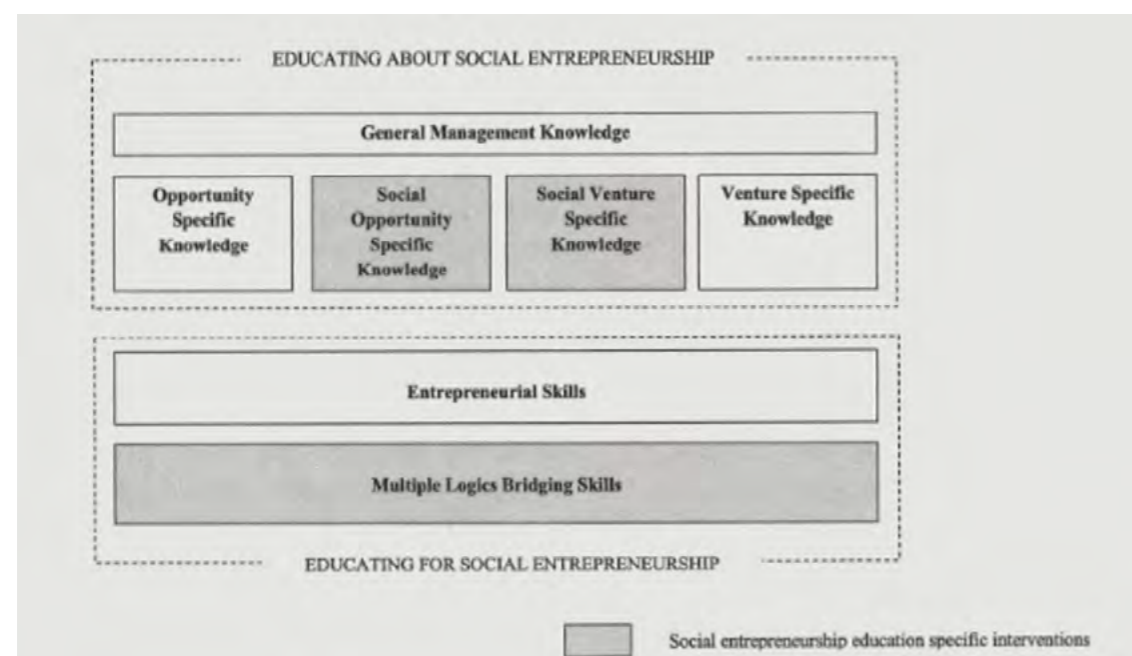 EDUCATING ABOUT SOCIAL ENTREPRENEURSHIP
General Management Knowledge
Opportunity
Specific
Knowledge
Social
Opportunity
Specific
Knowledge
Social Venture
Specific
Knowledge
Venture Specific
Knowledge
Entrepreneurial Skills
Multiple Logics Bridging Skills
EDUCATING FOR SOCIAL ENTREPRENEURSHIP
Social entrepreneurship education specific interventions